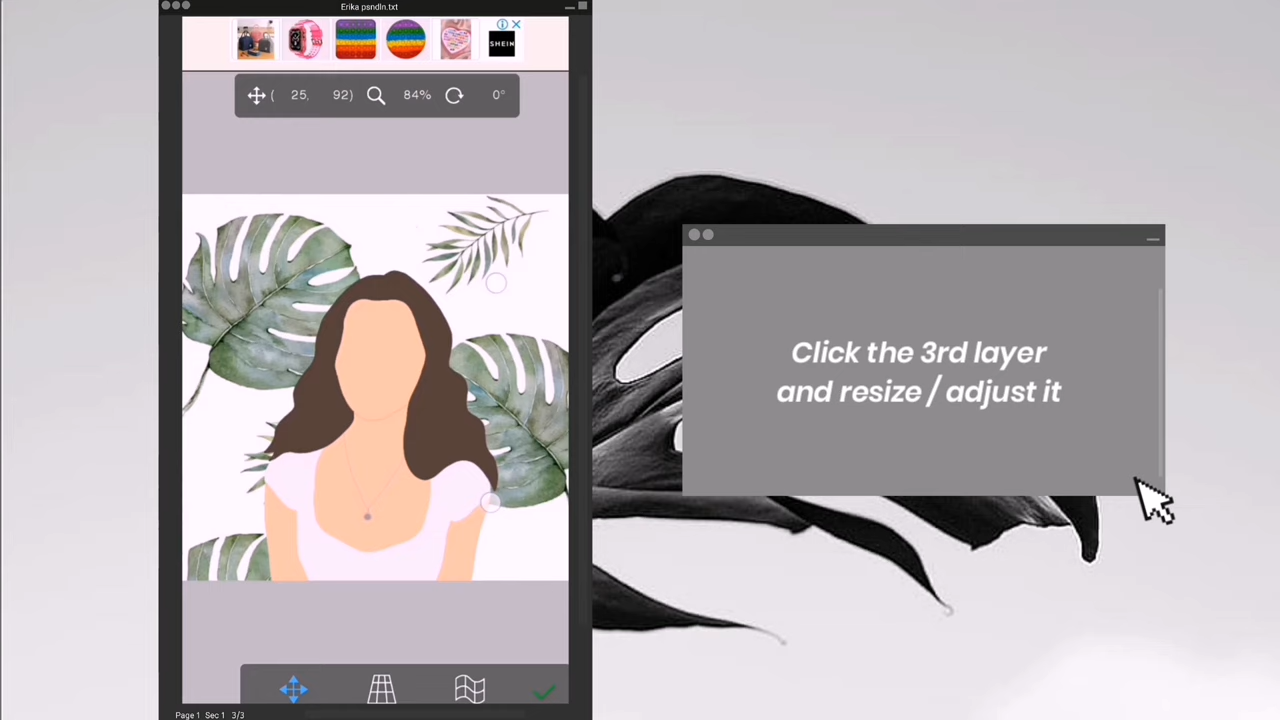 Erika psndln.txt
SHEIN
( 25, 92) 84% 0°
Click the 3rd layer
and resize / adjust it
Page 1 Sec 1 3/3